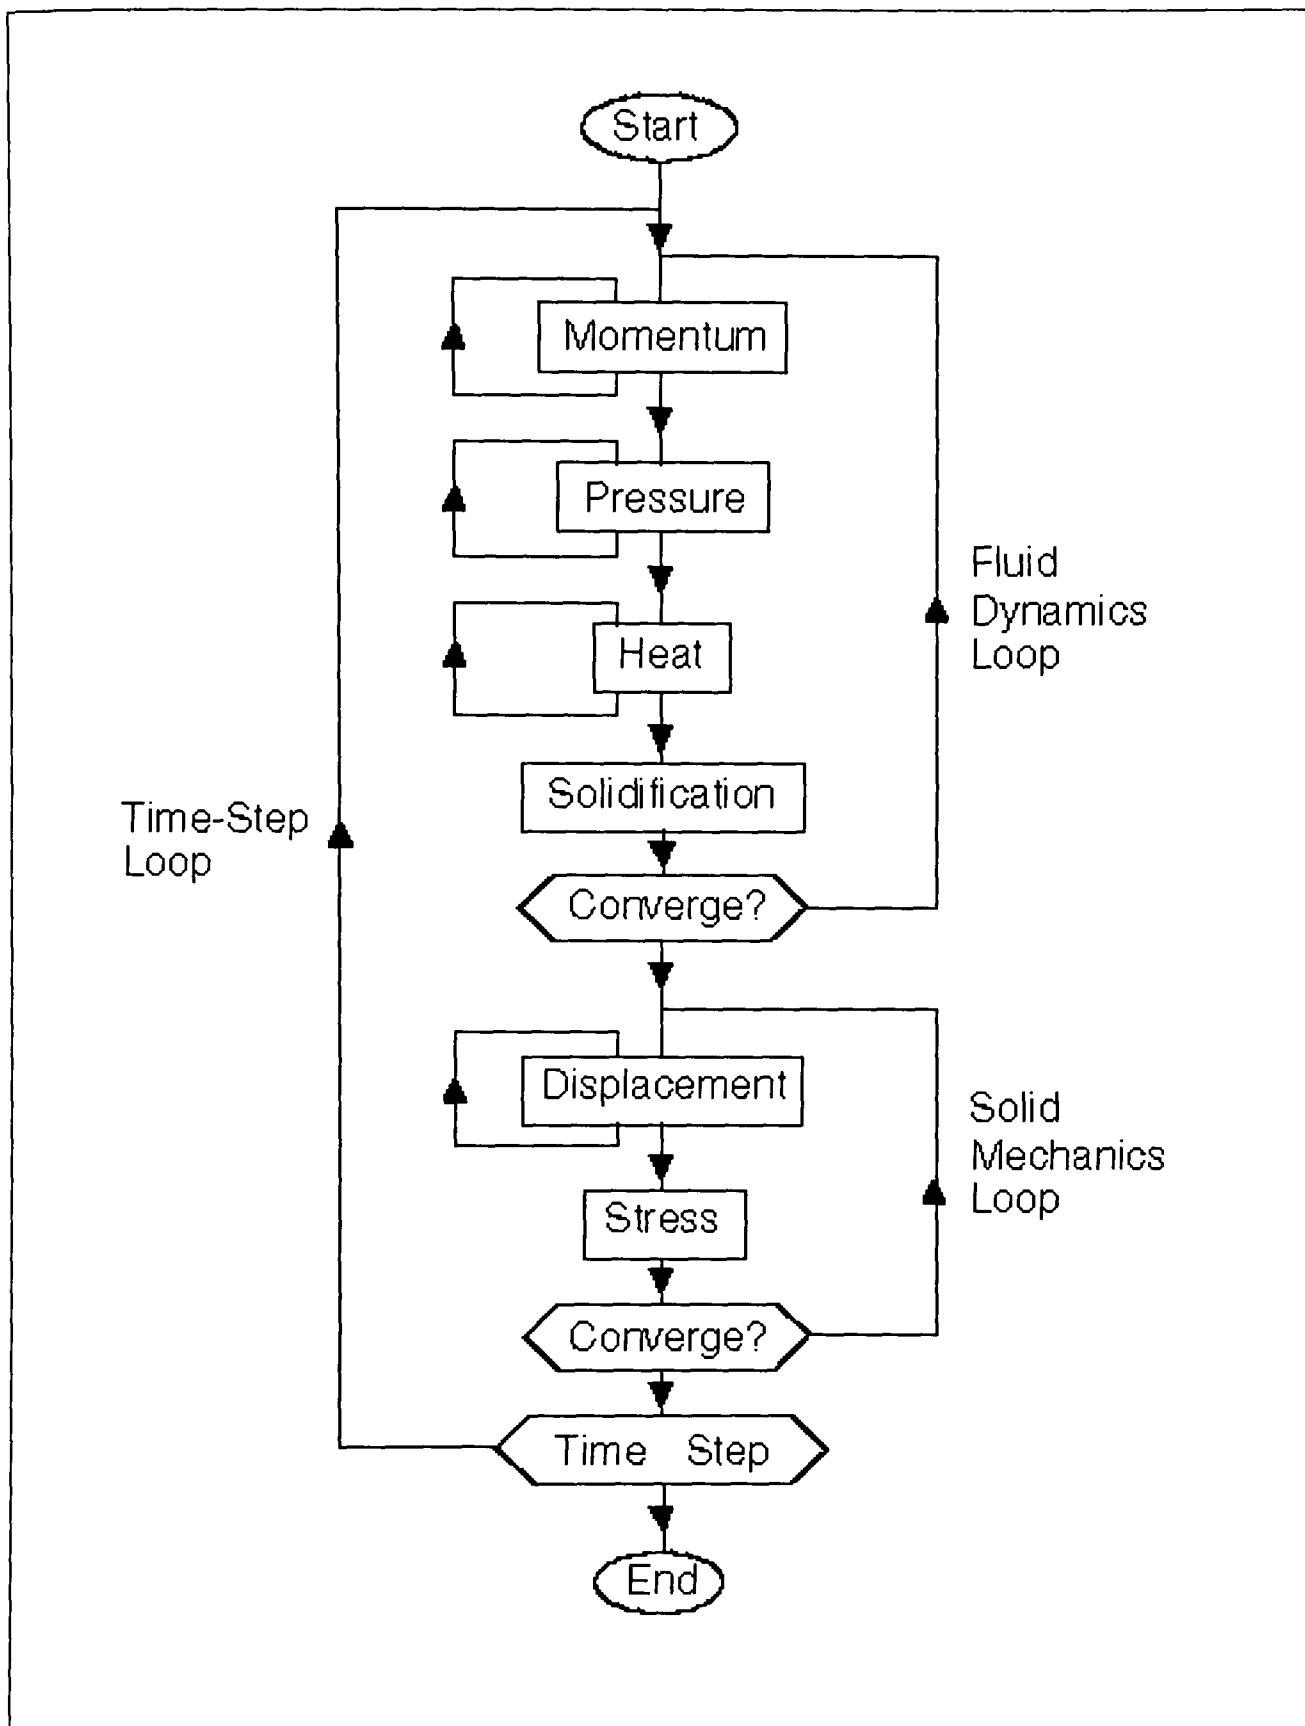 Start
Momentum
Pressure
Fluid
Dynamics
Loop
Heat
Solidification
Time-Step
Loop
Converge?
Displacement
Solid
Mechanics
Loop
Stress
Converge?
Time Step
End